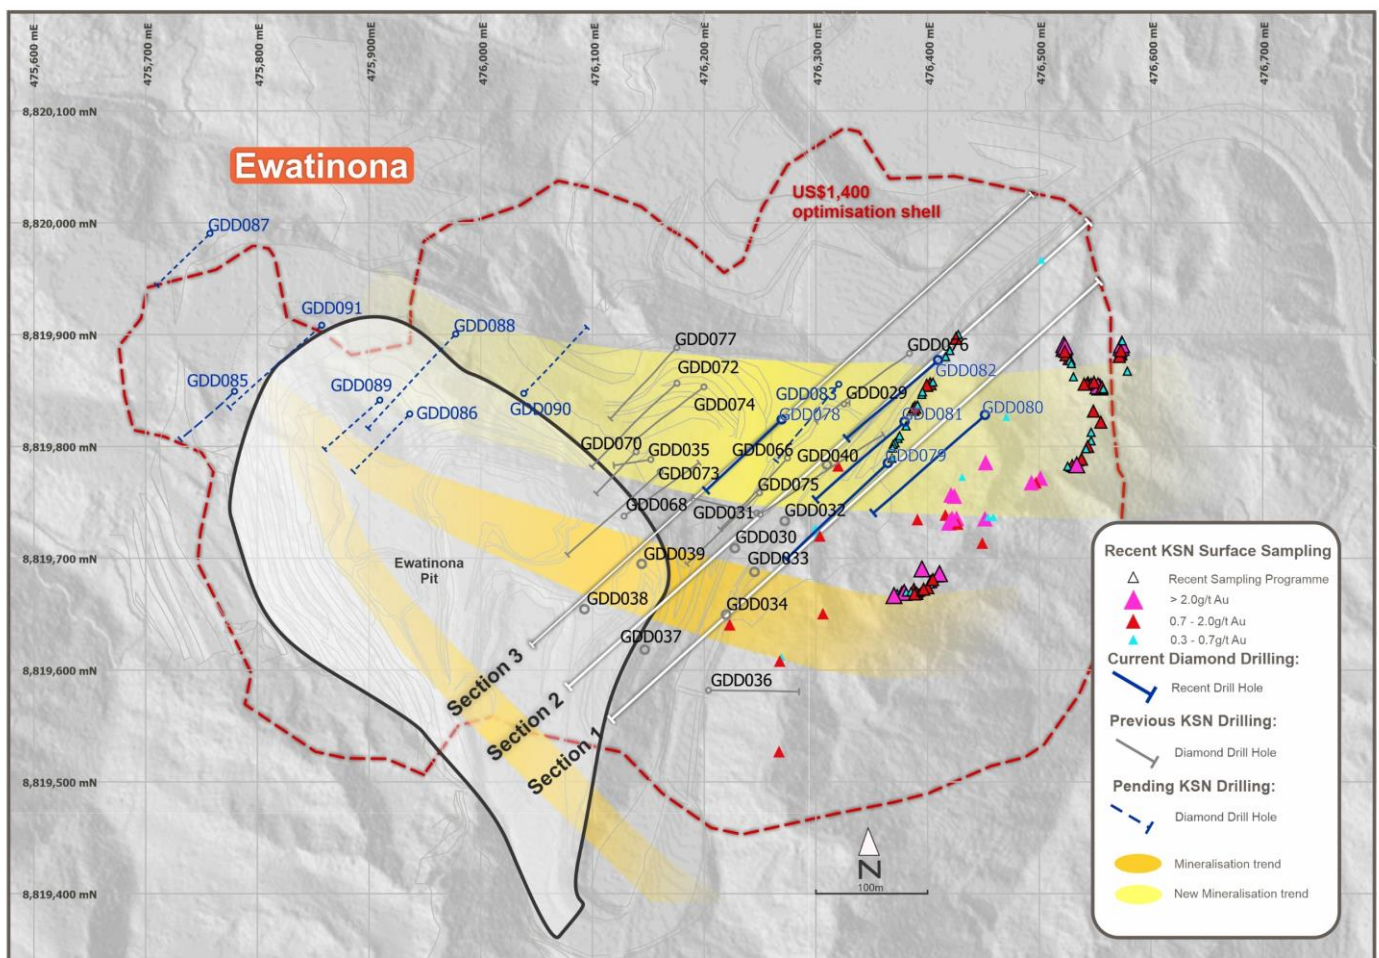 475,600 mE
475,700 mE
475,800 mE
475,900mE
476,000 mE
476,100 mE
476,200 mE
476,300 mE
476,400 mE
476,500 mE
476,600 mE
476,700 mE
8,820,100 mN
Ewatinona
US$1,400
optimisation shell
8,820,000 mN
GDD087
8,819,900 mN
GDD091
GDD088
GDD077
GDD076
GDD085
GDD089
GDD086
GDD090
GDD072
GDD074
GDD083
GDD029
GDD082
GDD078
GDD081
GDD080
8,819,800 mN
GDD070
GDD035
GDD066
GDD040
GDD079
GDD073
GDD075
GDD068
GDD031
GDD032
8,819,700 mN
Ewatinona
Pit
GDD039
GDD030
GDD033
GDD038
GDD034
GDD037
8,819,600 mN
GDD036
Section 3
Section 2
Section 1
8,819,500 mN
8,819,400 mN
N
100m
Recent KSN Surface Sampling
Recent Sampling Programme
> 2.0g/t Au
0.7 - 2.0g/t Au
0.3 - 0.7g/t Au
Current Diamond Drilling:
Recent Drill Hole
Previous KSN Drilling:
Diamond Drill Hole
Pending KSN Drilling:
Diamond Drill Hole
Mineralisation trend
New Mineralisation trend